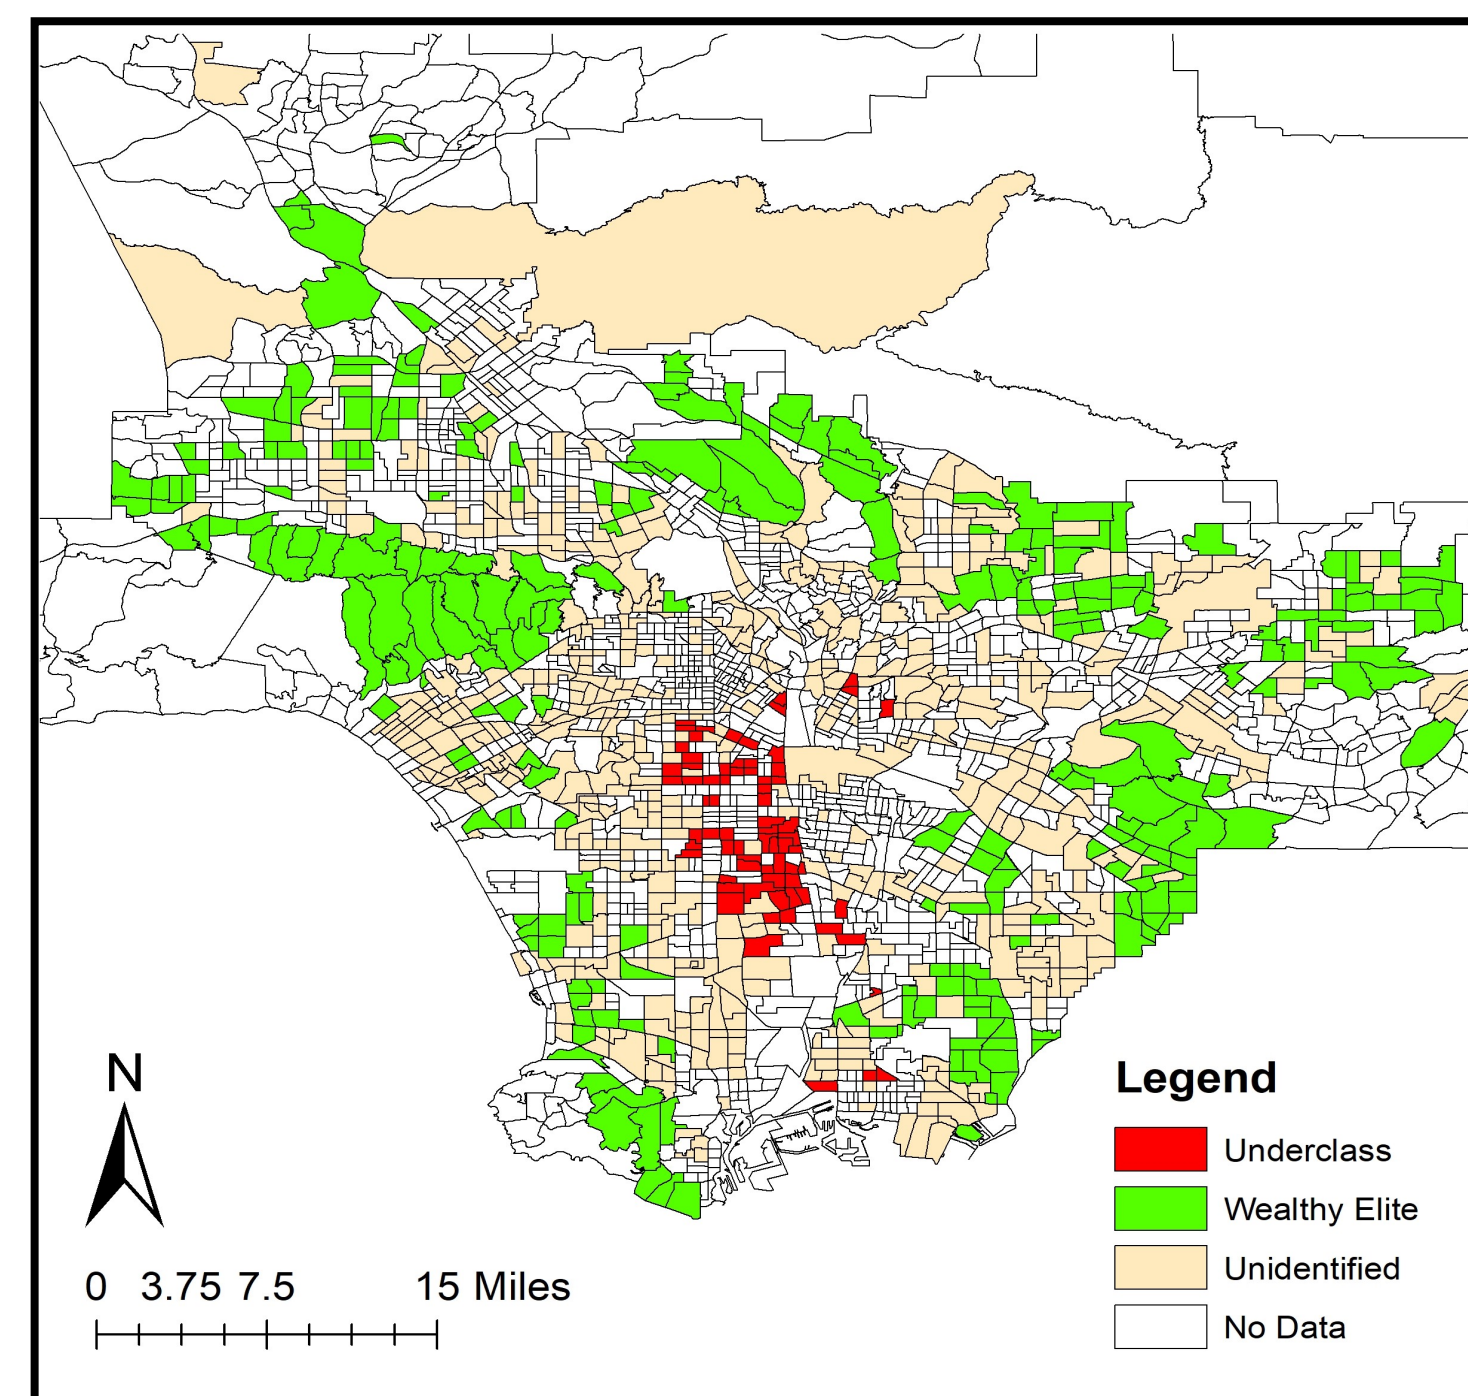 N
0 3.75 7.5 15 Miles
Legend
Underclass
Wealthy Elite
Unidentified
No Data